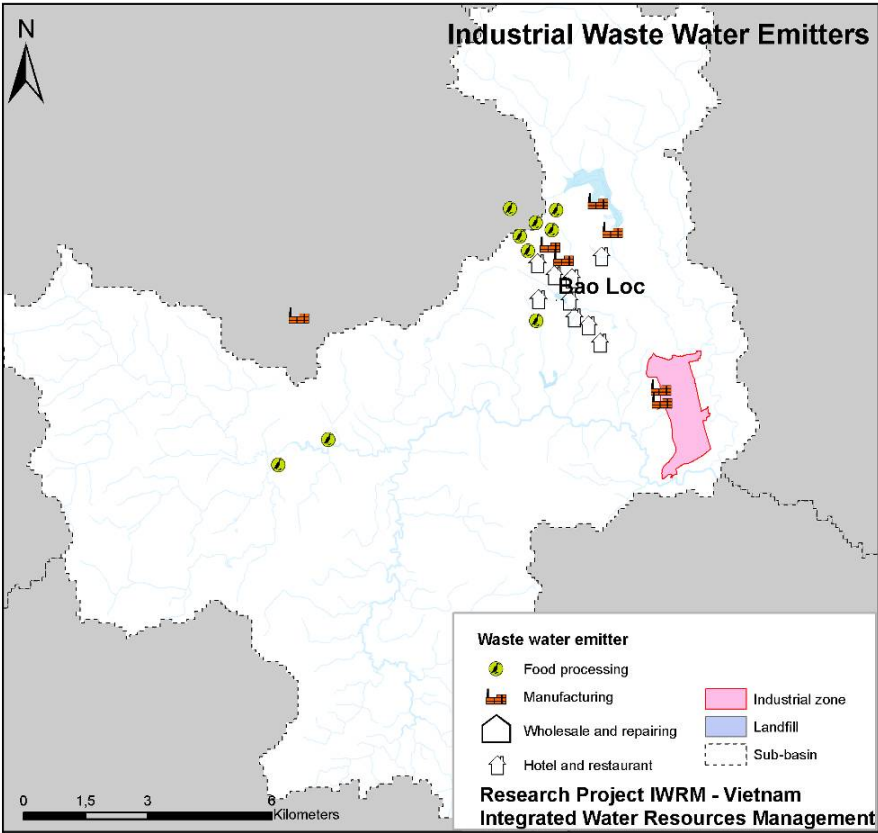 Industrial Waste Water Emitters
N
Bao Loc
Waste water emitter
Food processing
Manufacturing
Wholesale and repairing
Hotel and restaurant
Industrial zone
Landfill
Sub-basin
0 1,5 3 6
Kilometers
Research Project IWRM - Vietnam
Integrated Water Resources Management